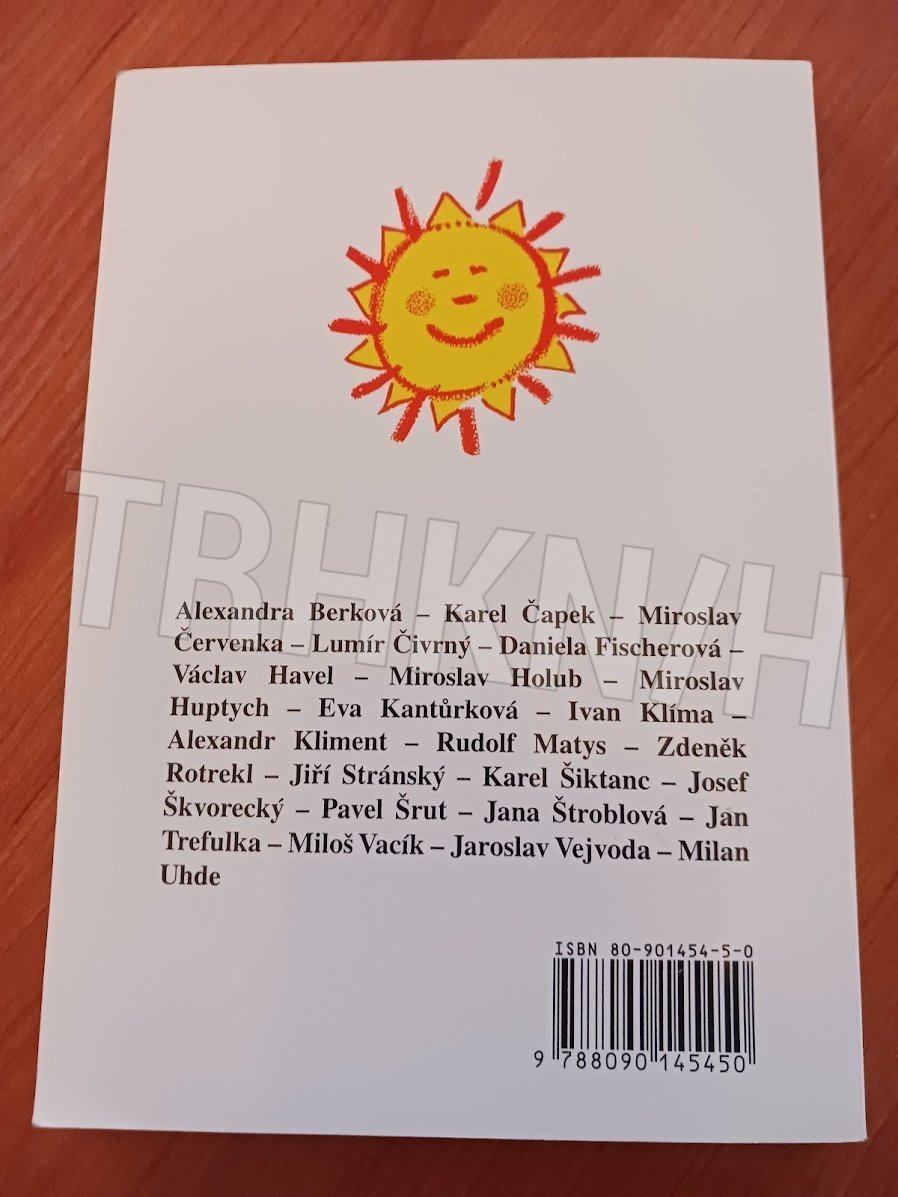 TBHKN/H
Alexandra Berková – Karel Čapek – Miroslav
Červenka – Lumír Čivrný – Daniela Fischerová –
Václav Havel – Miroslav Holub – Miroslav
Huptych – Eva Kantůrková – Ivan Klíma –
Alexandr Kliment – Rudolf Matys – Zdeněk
Rotrekl – Jiří Stránský – Karel Šiktanc – Josef
Škvorecký – Pavel Šrut – Jana Štroblová – Jan
Trefulka – Miloš Vacík – Jaroslav Vejvoda – Milan
Uhde
ISBN 80-901454-5-0
9 788090 145450